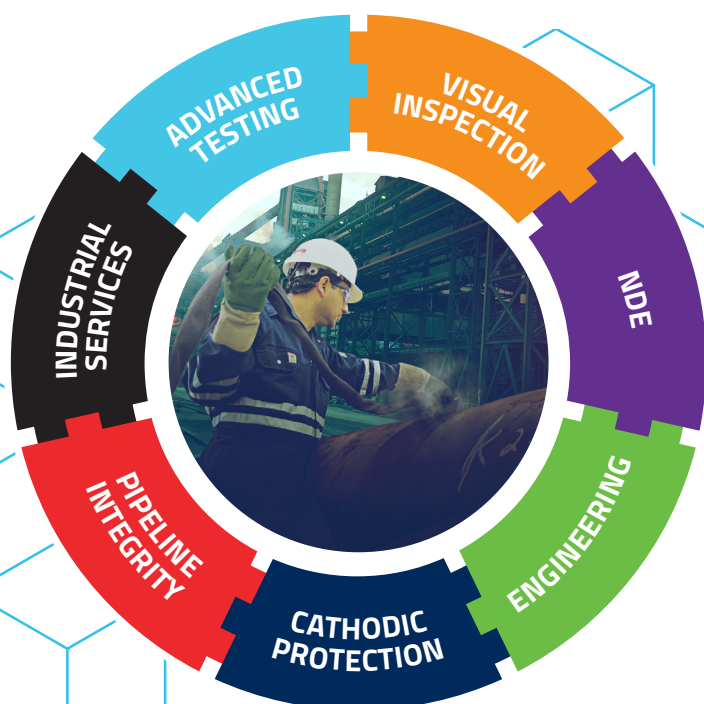 ADVANCED
TESTING
VISUAL
INSPECTION
NDE
ENGINEERING
CATHODIC
PROTECTION
PIPELINE
INTEGRITY
INDUSTRIAL
SERVICES